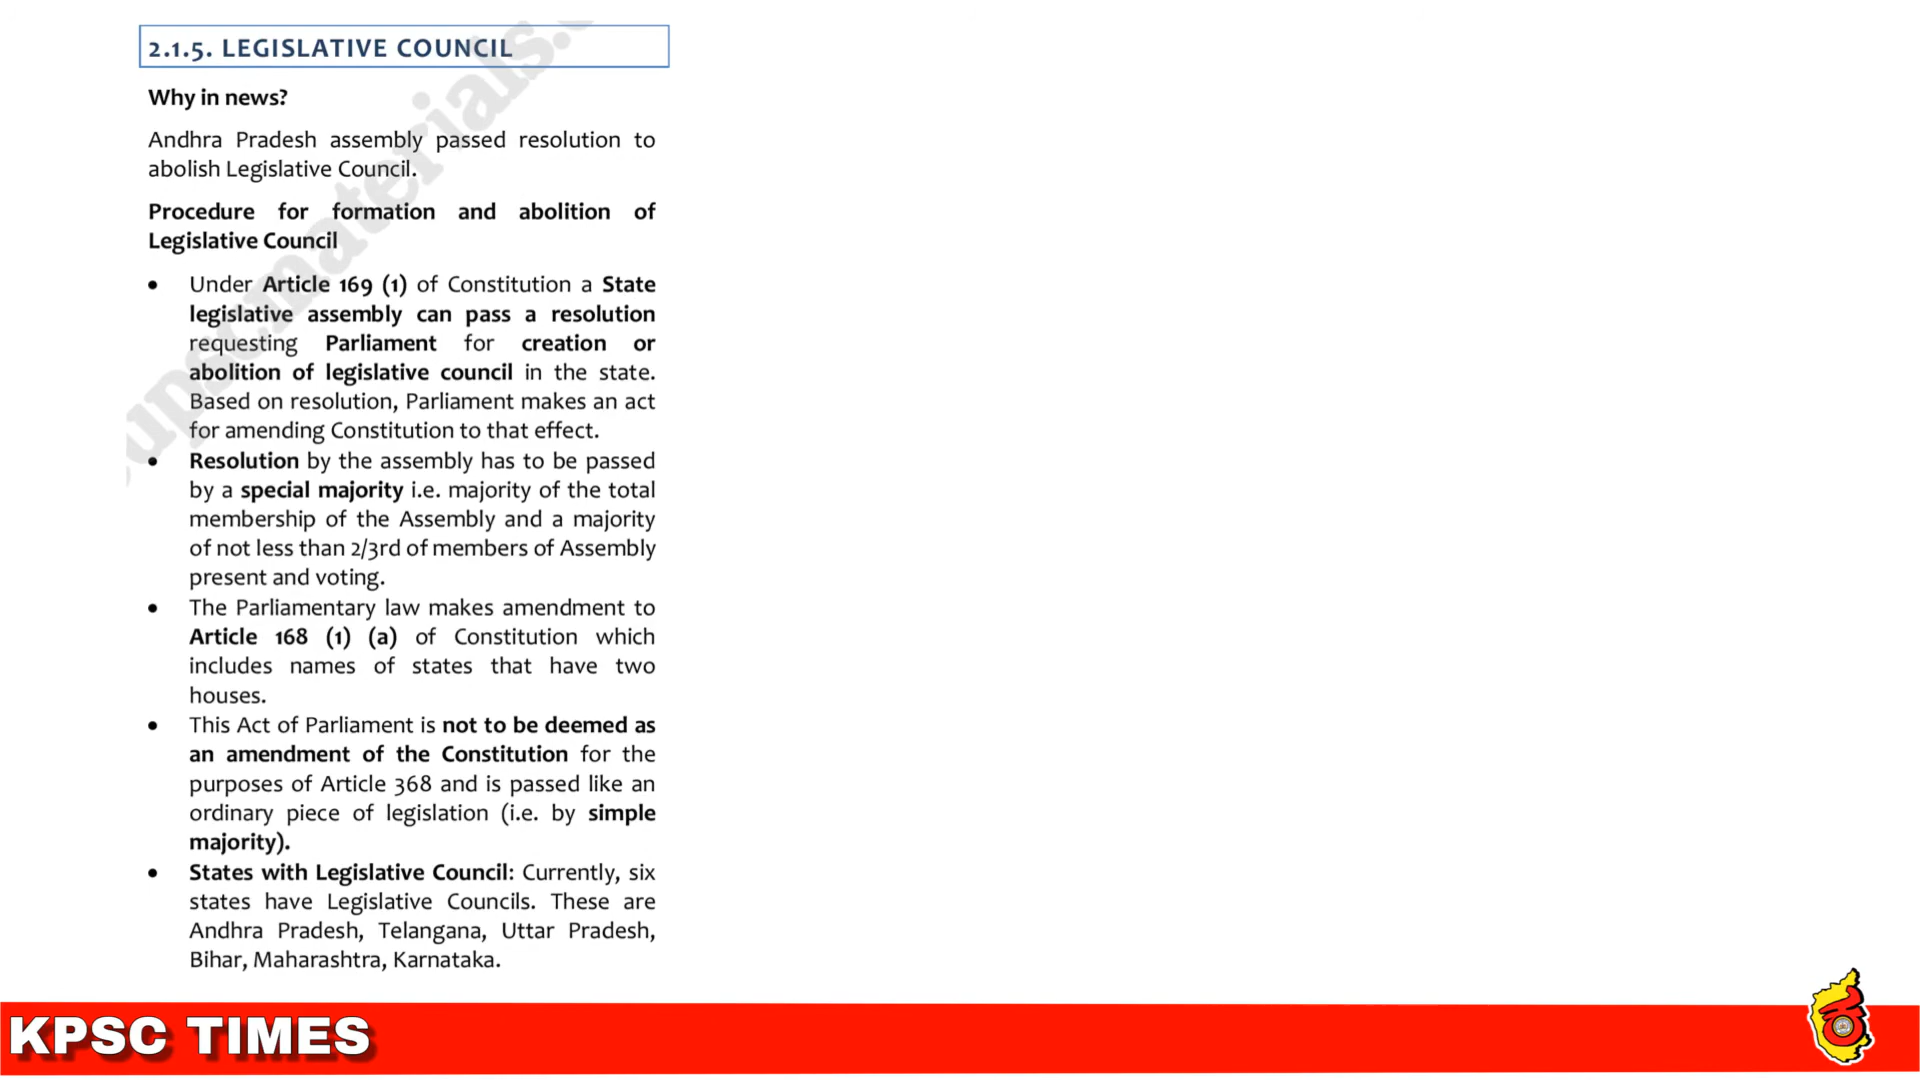 2.1.5. LEGISLATIVE COUNCIL
Why in news?
Andhra Pradesh assembly passed resolution to
abolish Legislative Council.
Procedure for formation and abolition of
Legislative Council
• Under Article 169 (1) of Constitution a State
legislative assembly can pass a resolution
requesting Parliament for creation or
abolition of legislative council in the state.
Based on resolution, Parliament makes an act
for amending Constitution to that effect.
• Resolution by the assembly has to be passed
by a special majority i.e. majority of the total
membership of the Assembly and a majority
of not less than 2/3rd of members of Assembly
present and voting.
• The Parliamentary law makes amendment to
Article 168 (1) (a) of Constitution which
includes names of states that have two
houses.
• This Act of Parliament is not to be deemed as
an amendment of the Constitution for the
purposes of Article 368 and is passed like an
ordinary piece of legislation (i.e. by simple
majority).
• States with Legislative Council: Currently, six
states have Legislative Councils. These are
Andhra Pradesh, Telangana, Uttar Pradesh,
Bihar, Maharashtra, Karnataka.
upscmaterials.
KPSC TIMES